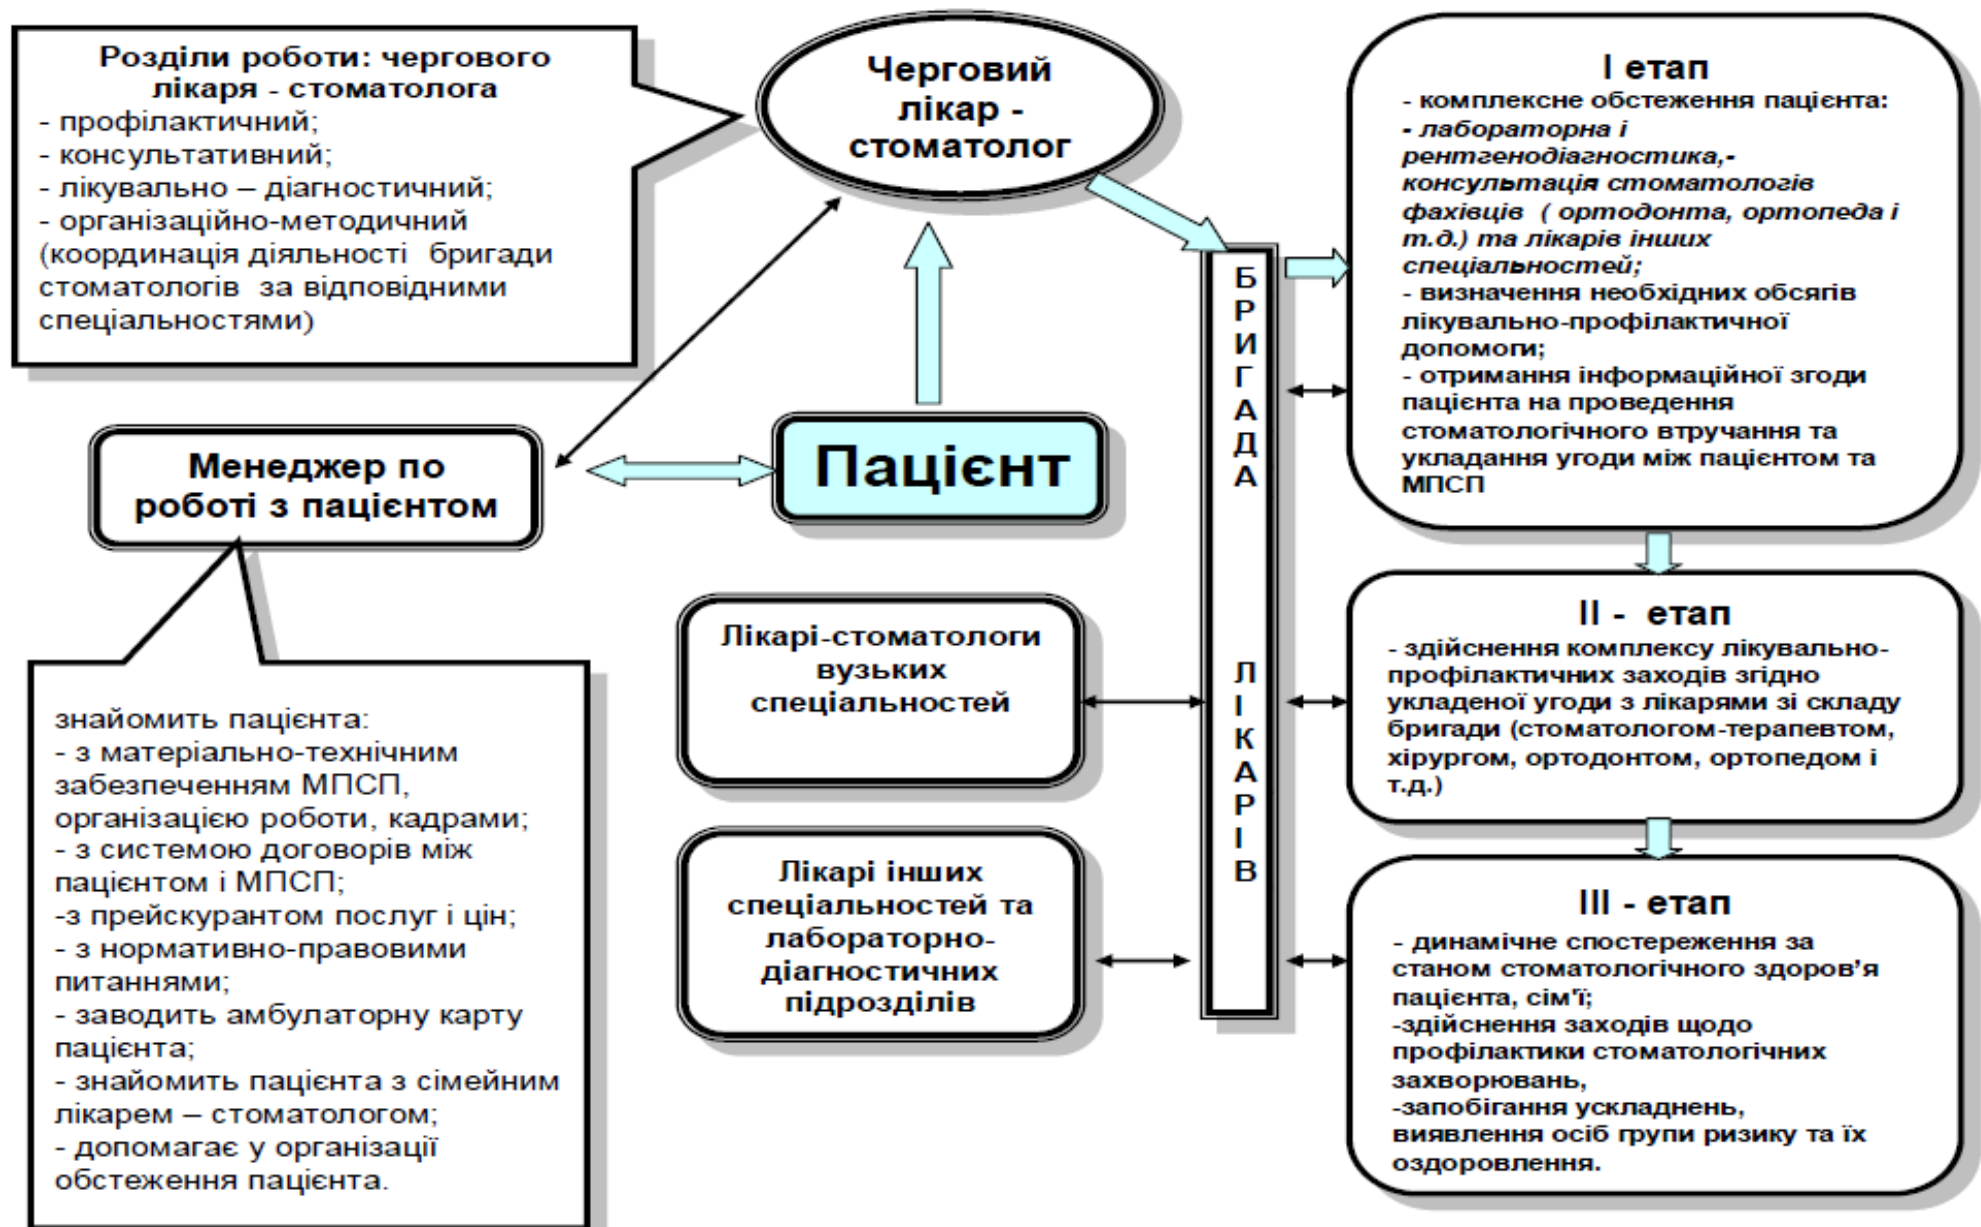 Розділи роботи: чергового
лікаря - стоматолога
- профілактичний;
- консультативний;
- лікувально – діагностичний;
- організаційно-методичний
(координація діяльності бригади
стоматологів за відповідними
спеціальностями)
Черговий
лікар -
стоматолог
Менеджер по
роботі з пацієнтом
Пацієнт
знайомить пацієнта:
- з матеріально-технічним
забезпеченням МПСП,
організацією роботи, кадрами;
- з системою договорів між
пацієнтом і МПСП;
-з прейскурантом послуг і цін;
- з нормативно-правовими
питаннями;
- заводить амбулаторну карту
пацієнта;
- знайомить пацієнта з сімейним
лікарем – стоматологом;
- допомагає у організації
обстеження пацієнта.
Лікарі-стоматологи
вузьких
спеціальностей
Лікарі інших
спеціальностей та
лабораторно-
діагностичних
підрозділів
БРИГАДА ЛІКАРІВ
І етап
- комплексне обстеження пацієнта:
- лабораторна і
рентгенодіагностика,-
консультація стоматологів
фахівців ( ортодонта, ортопеда і
т.д.) та лікарів інших
спеціальностей;
- визначення необхідних обсягів
лікувально-профілактичної
допомоги;
- отримання інформаційної згоди
пацієнта на проведення
стоматологічного втручання та
укладання угоди між пацієнтом та
МПСП
ІІ - етап
- здійснення комплексу лікувально-
профілактичних заходів згідно
укладеної угоди з лікарями зі складу
бригади (стоматологом-терапевтом,
хірургом, ортодонтом, ортопедом і
т.д.)
ІІІ - етап
- динамічне спостереження за
станом стоматологічного здоров’я
пацієнта, сім'ї;
-здійснення заходів щодо
профілактики стоматологічних
захворювань,
-запобігання ускладнень,
виявлення осіб групи ризику та їх
оздоровлення.